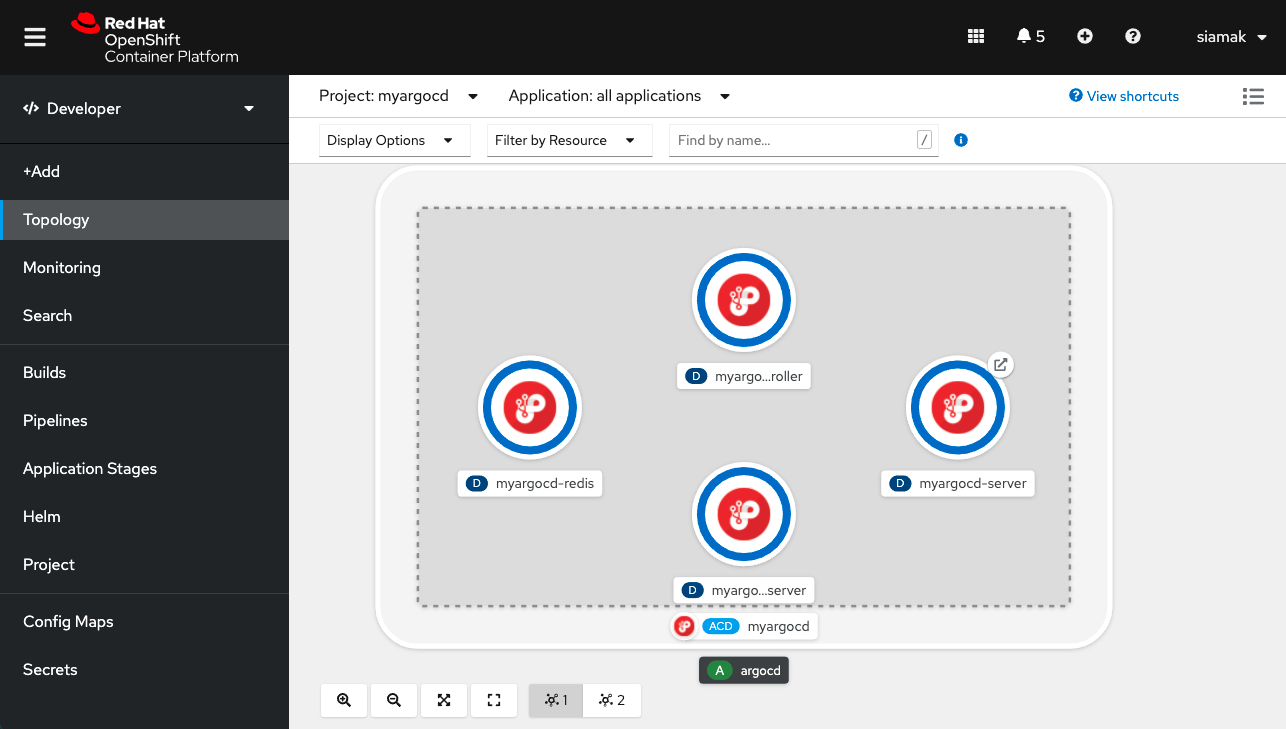 Red Hat
OpenShift
Container Platform
5
siamak
Developer
+Add
Topology
Monitoring
Search
Builds
Pipelines
Application Stages
Helm
Project
Config Maps
Secrets
Project: myargocd
Application: all applications
View shortcuts
Display Options
Filter by Resource
Find by name...
/
D myargo...roller
D myargocd-redis
D myargocd-server
D myargo...server
ACD myargocd
A argocd
1
2